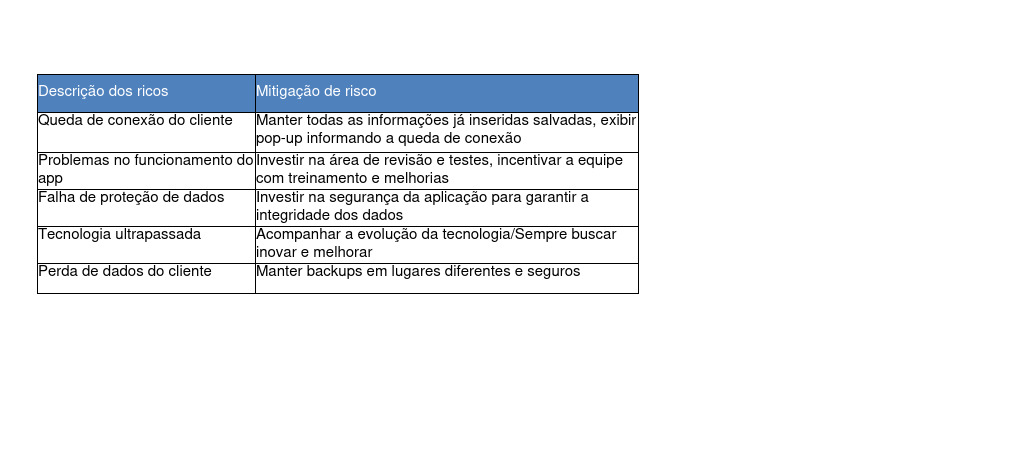 Descrição dos ricos
Mitigação de risco
Queda de conexão do cliente
Manter todas as informações já inseridas salvadas, exibir
pop-up informando a queda de conexão
Problemas no funcionamento do
app
Investir na área de revisão e testes, incentivar a equipe
com treinamento e melhorias
Falha de proteção de dados
Investir na segurança da aplicação para garantir a
integridade dos dados
Tecnologia ultrapassada
Acompanhar a evolução da tecnologia/Sempre buscar
inovar e melhorar
Perda de dados do cliente
Manter backups em lugares diferentes e seguros